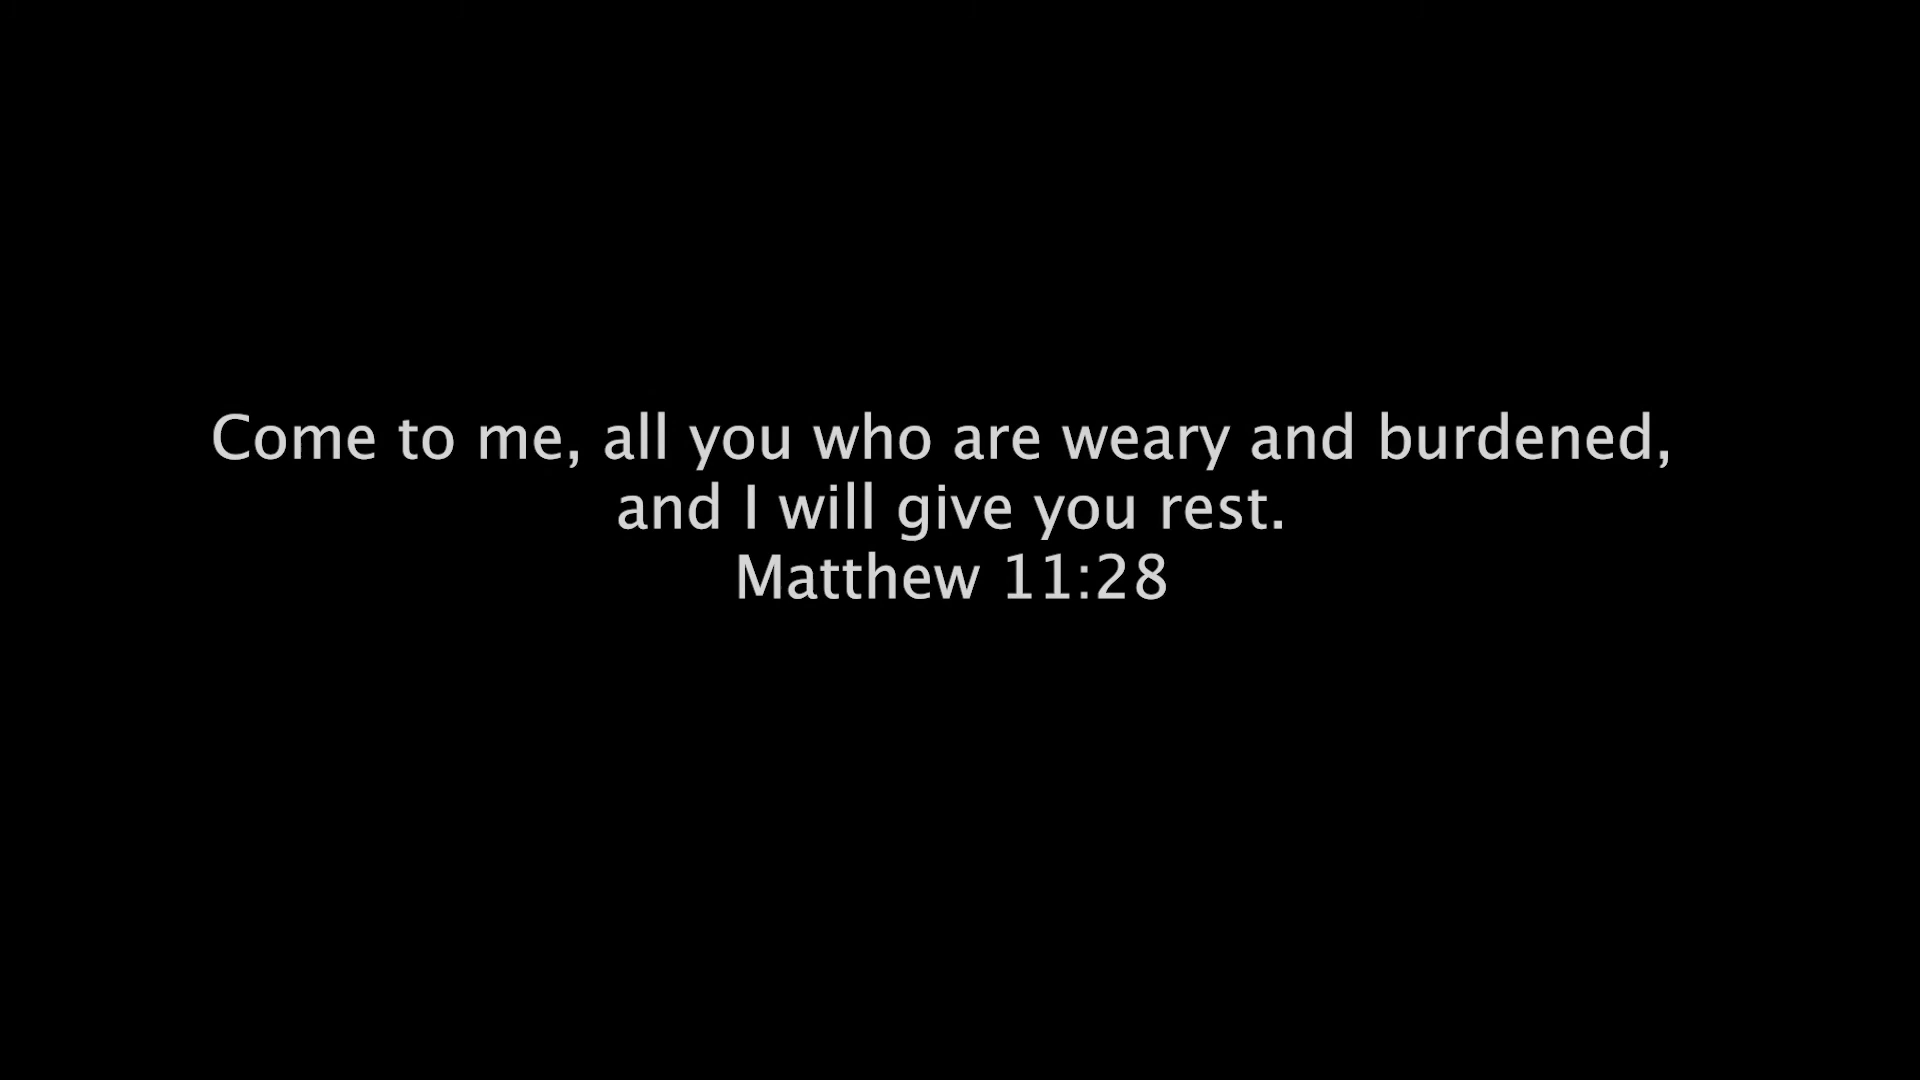 Come to me, all you who are weary and burdened,
and I will give you rest.
Matthew 11:28